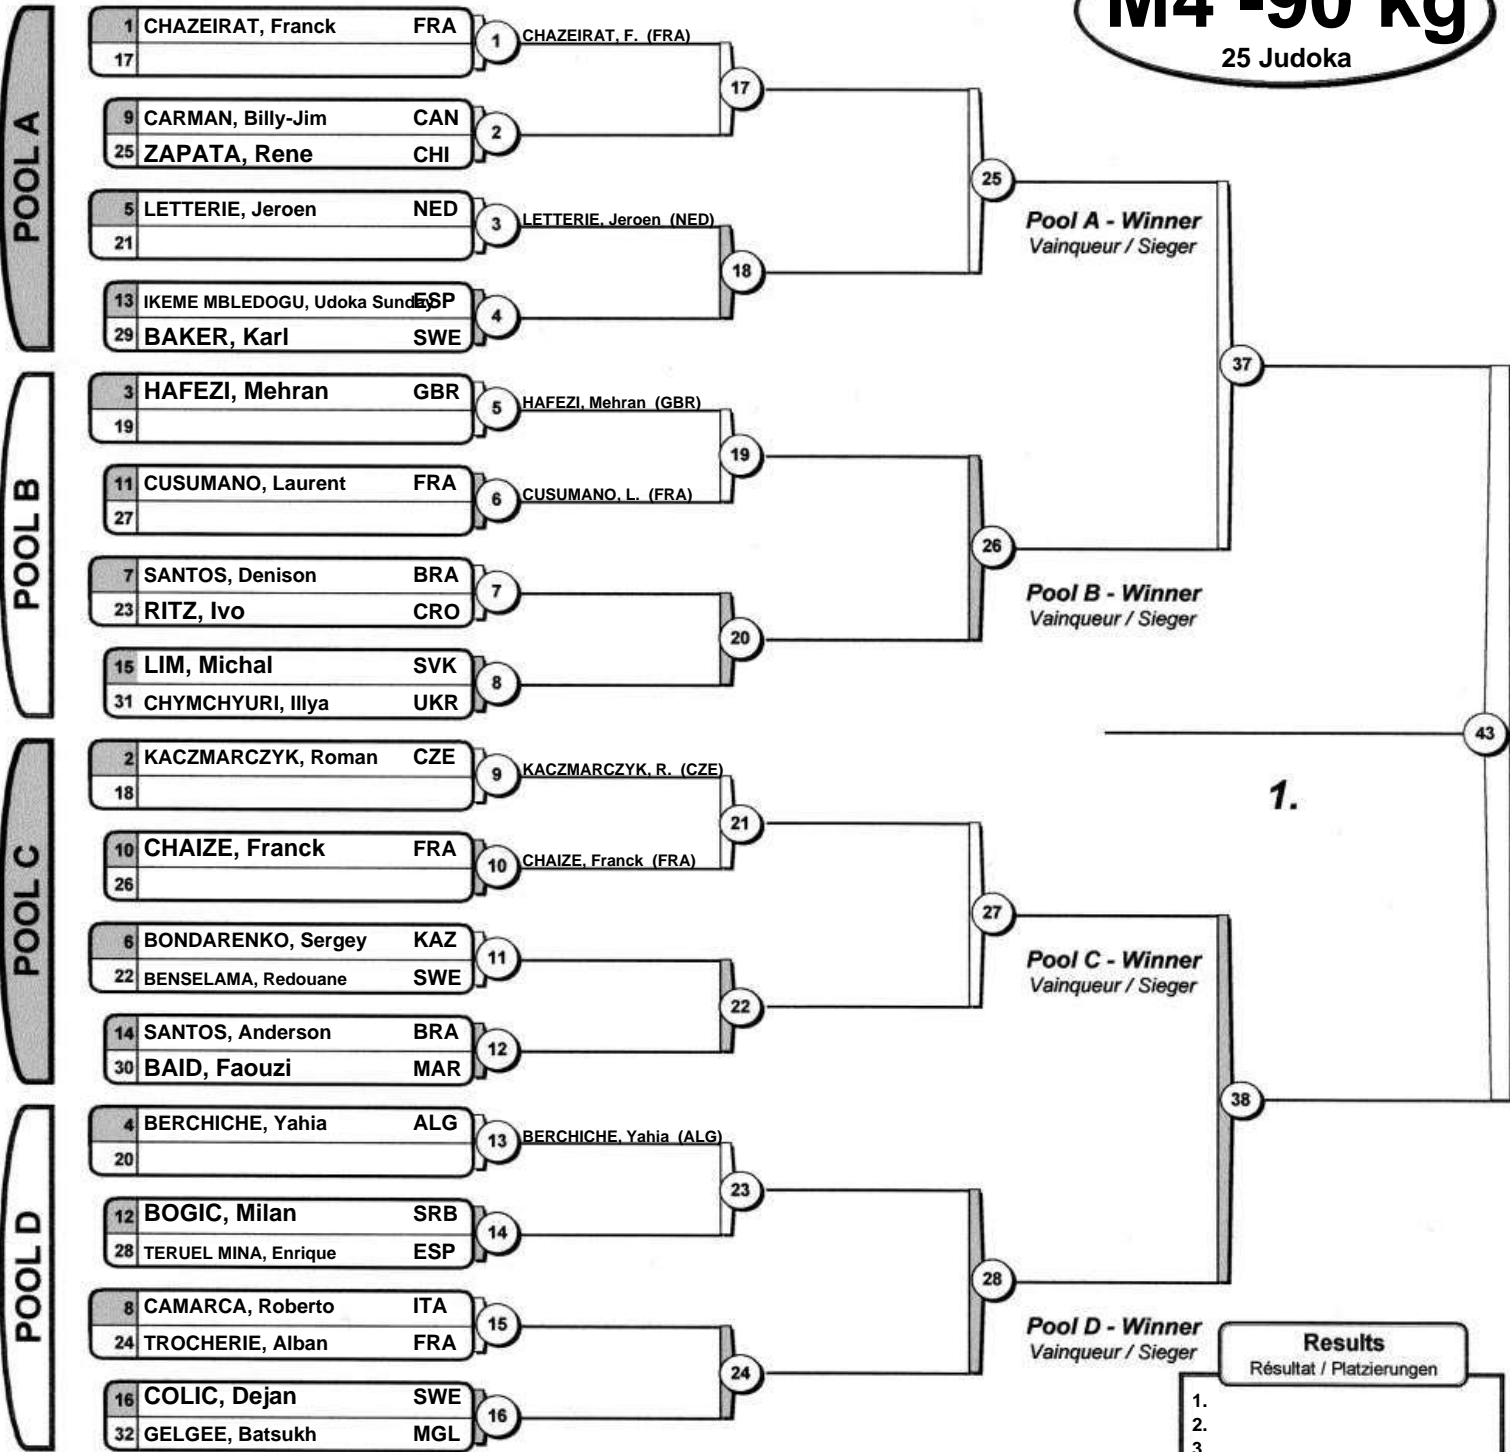 M4 -90 kg
25 Judoka
POOL A
1 CHAZEIRAT, Franck FRA
17
1
CHAZEIRAT, F. (FRA)
17
9 CARMAN, Billy-Jim CAN
25 ZAPATA, Rene CHI
2
25
5 LETTERIE, Jeroen NED
21
3
LETTERIE, Jeroen (NED)
18
13 IKEME MBLEDOGU, Udoka Sunday ESP
29 BAKER, Karl SWE
4
Pool A - Winner
Vainqueur / Sieger
37
POOL B
3 HAFEZI, Mehran GBR
19
5
HAFEZI, Mehran (GBR)
19
11 CUSUMANO, Laurent FRA
27
6
CUSUMANO, L. (FRA)
26
7 SANTOS, Denison BRA
23 RITZ, Ivo CRO
7
20
15 LIM, Michal SVK
31 CHYMCHYURI, Illya UKR
8
Pool B - Winner
Vainqueur / Sieger
43
1.
POOL C
2 KACZMARCZYK, Roman CZE
18
9
KACZMARCZYK, R. (CZE)
21
10 CHAIZE, Franck FRA
26
10
CHAIZE, Franck (FRA)
27
6 BONDARENKO, Sergey KAZ
22 BENSELAMA, Redouane SWE
11
22
14 SANTOS, Anderson BRA
30 BAID, Faouzi MAR
12
Pool C - Winner
Vainqueur / Sieger
38
POOL D
4 BERCHICHE, Yahia ALG
20
13
BERCHICHE, Yahia (ALG)
23
12 BOGIC, Milan SRB
28 TERUEL MINA, Enrique ESP
14
28
8 CAMARCA, Roberto ITA
24 TROCHERIE, Alban FRA
15
24
16 COLIC, Dejan SWE
32 GELGEE, Batsukh MGL
16
Pool D - Winner
Vainqueur / Sieger
Results
Résultat / Platzierungen
1.
2.
3